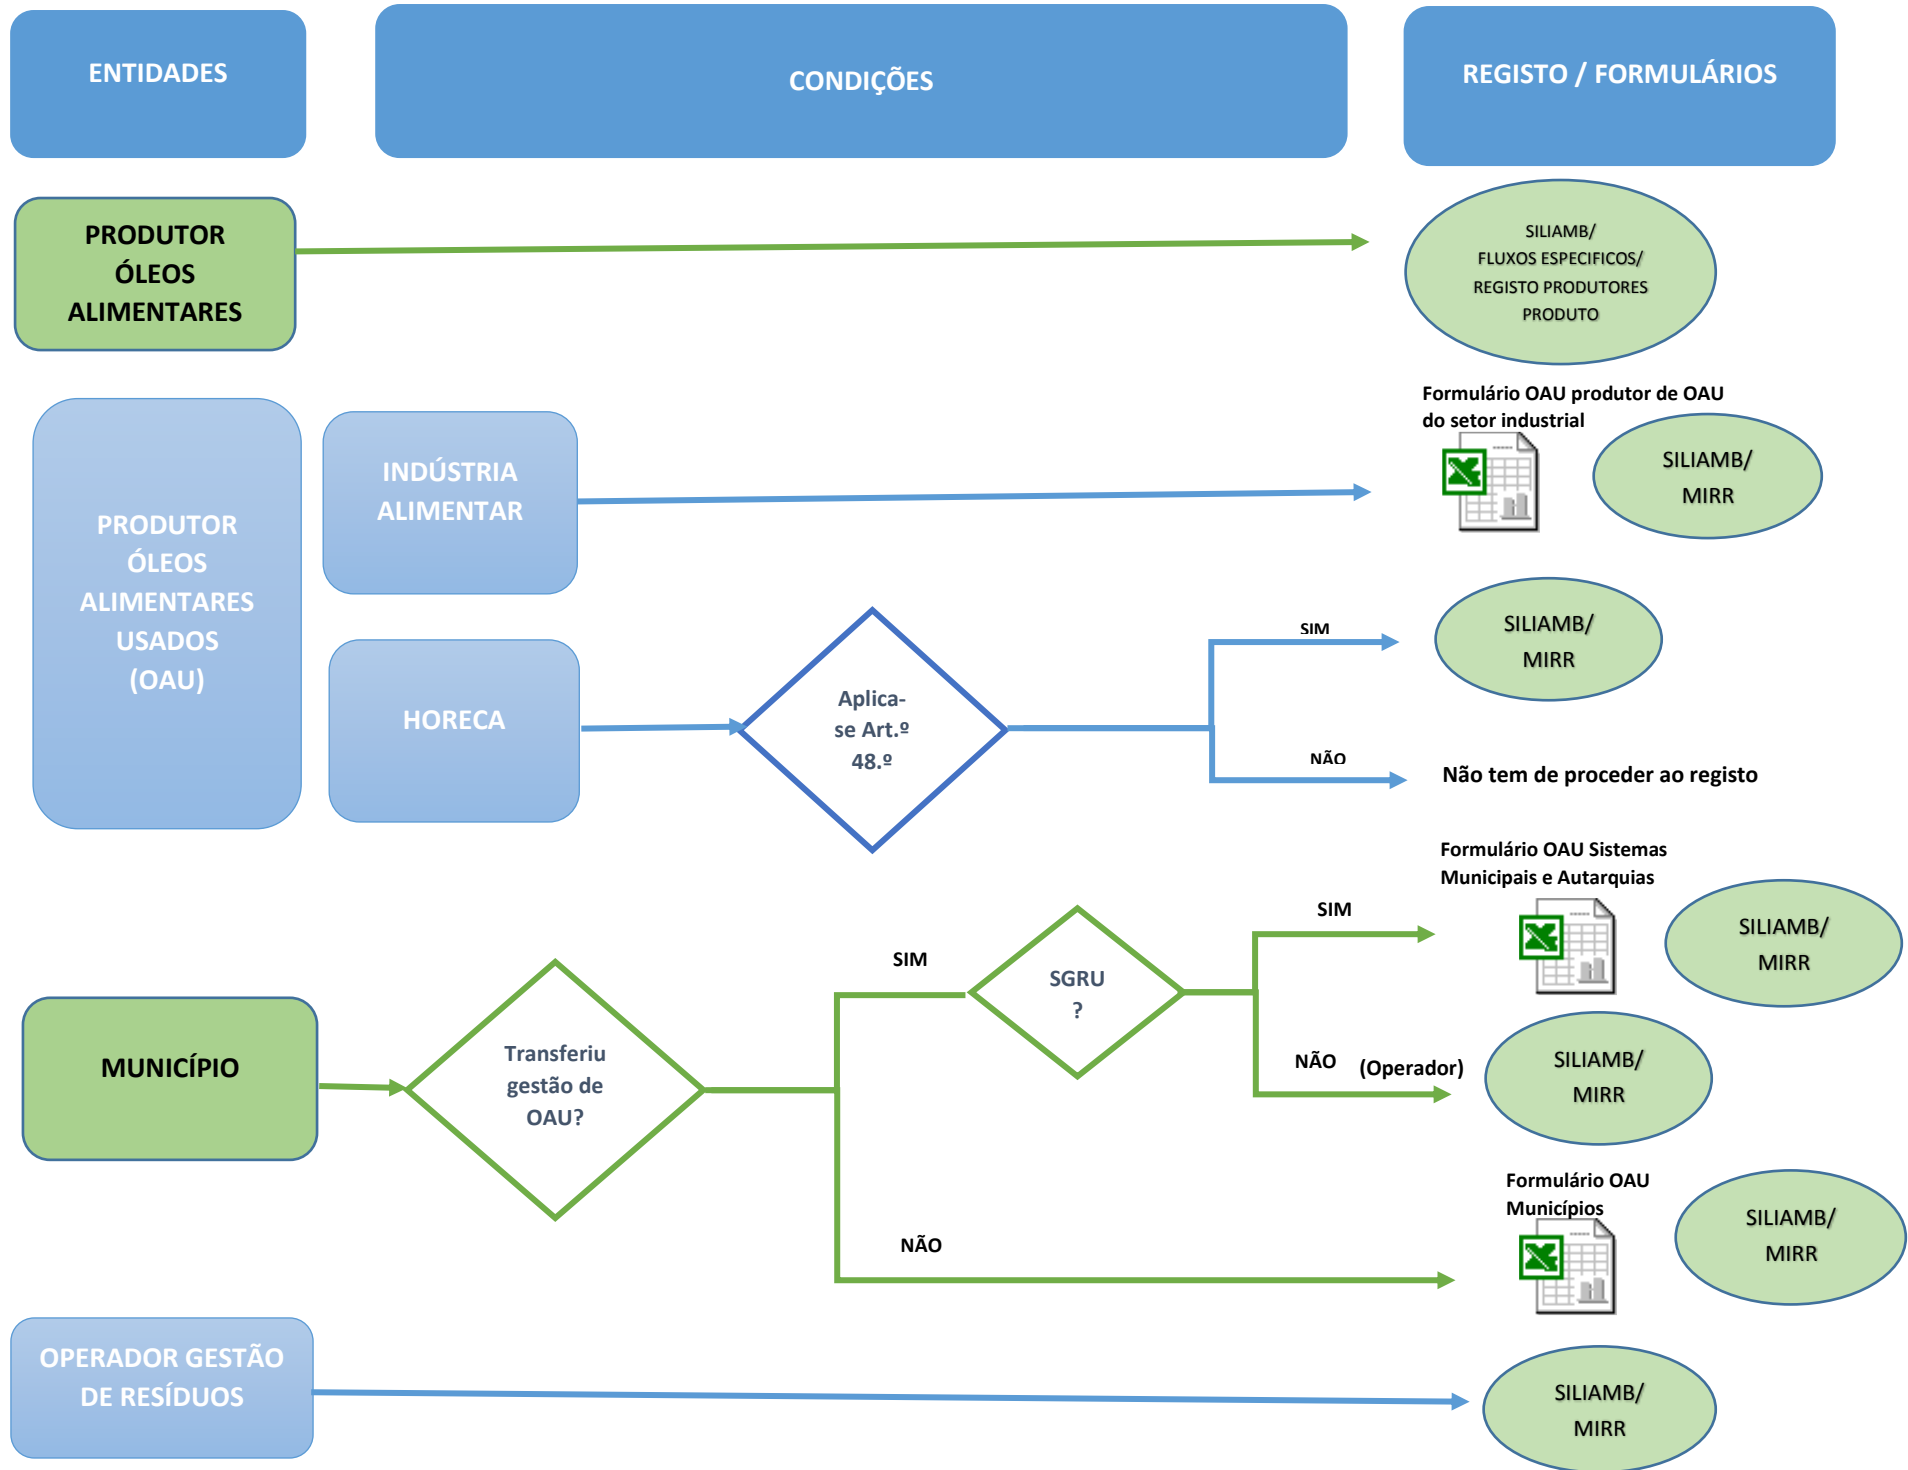 ENTIDADES
CONDIÇÕES
REGISTO / FORMULÁRIOS
PRODUTOR
ÓLEOS
ALIMENTARES
SILIAMB/
FLUXOS ESPECIFICOS/
REGISTO PRODUTORES
PRODUTO
PRODUTOR
ÓLEOS
ALIMENTARES
USADOS
(OAU)
INDÚSTRIA
ALIMENTAR
Formulário OAU produtor de OAU
do setor industrial
SILIAMB/
MIRR
HORECA
Aplica-
se Art.º
48.º
SIM
SILIAMB/
MIRR
NÃO
Não tem de proceder ao registo
MUNICÍPIO
Transferiu
gestão de
OAU?
SIM
SGRU
?
SIM
Formulário OAU Sistemas
Municipais e Autarquias
SILIAMB/
MIRR
NÃO
(Operador)
SILIAMB/
MIRR
NÃO
Formulário OAU
Municípios
SILIAMB/
MIRR
OPERADOR GESTÃO
DE RESÍDUOS
SILIAMB/
MIRR